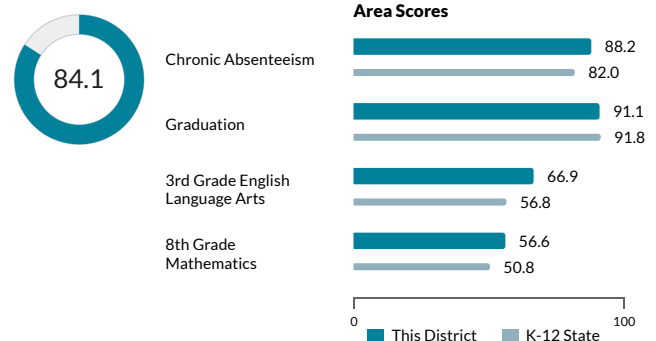 84.1
Area Scores
Chronic Absenteeism
88.2
82.0
Graduation
91.1
91.8
3rd Grade English
Language Arts
66.9
56.8
8th Grade
Mathematics
56.6
50.8
0
100
This District
K-12 State